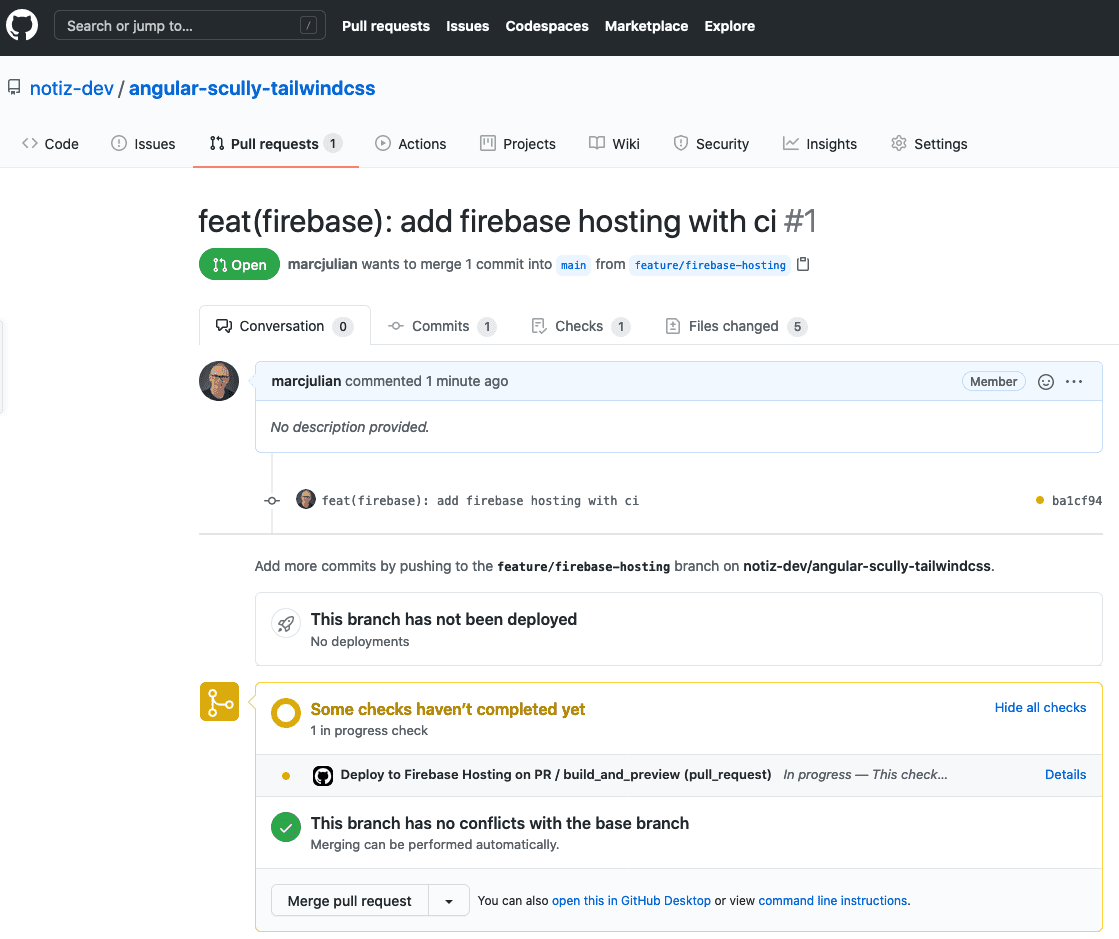 Search or jump to... /
Pull requests Issues Codespaces Marketplace Explore
notiz-dev / angular-scully-tailwindcss
Code Issues Pull requests 1 Actions Projects Wiki Security Insights Settings
feat(firebase): add firebase hosting with ci #1
Open marcjulian wants to merge 1 commit into main from feature/firebase-hosting
Conversation 0 Commits 1 Checks 1 Files changed 5
marcjulian commented 1 minute ago Member
No description provided.
feat(firebase): add firebase hosting with ci ba1cf94
Add more commits by pushing to the feature/firebase-hosting branch on notiz-dev/angular-scully-tailwindcss.
This branch has not been deployed
No deployments
Some checks haven’t completed yet Hide all checks
1 in progress check
Deploy to Firebase Hosting on PR / build_and_preview (pull_request) In progress — This check... Details
This branch has no conflicts with the base branch
Merging can be performed automatically.
Merge pull request You can also open this in GitHub Desktop or view command line instructions.